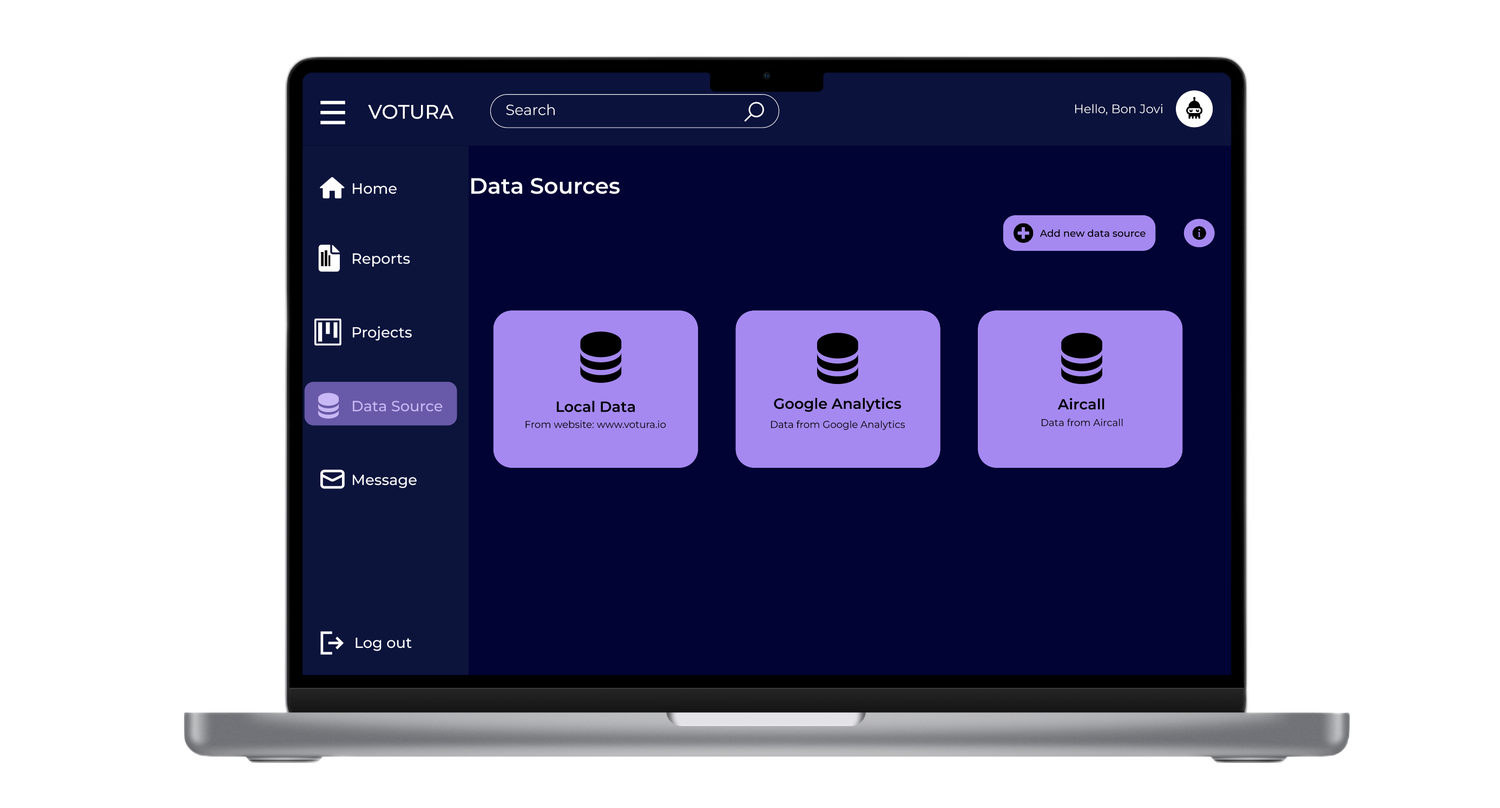 VOTURA
Search
Hello, Bon Jovi
Home
Reports
Projects
Data Source
Message
Log out
Data Sources
Add new data source
Local Data
From website: www.votura.io
Google Analytics
Data from Google Analytics
Aircall
Data from Aircall